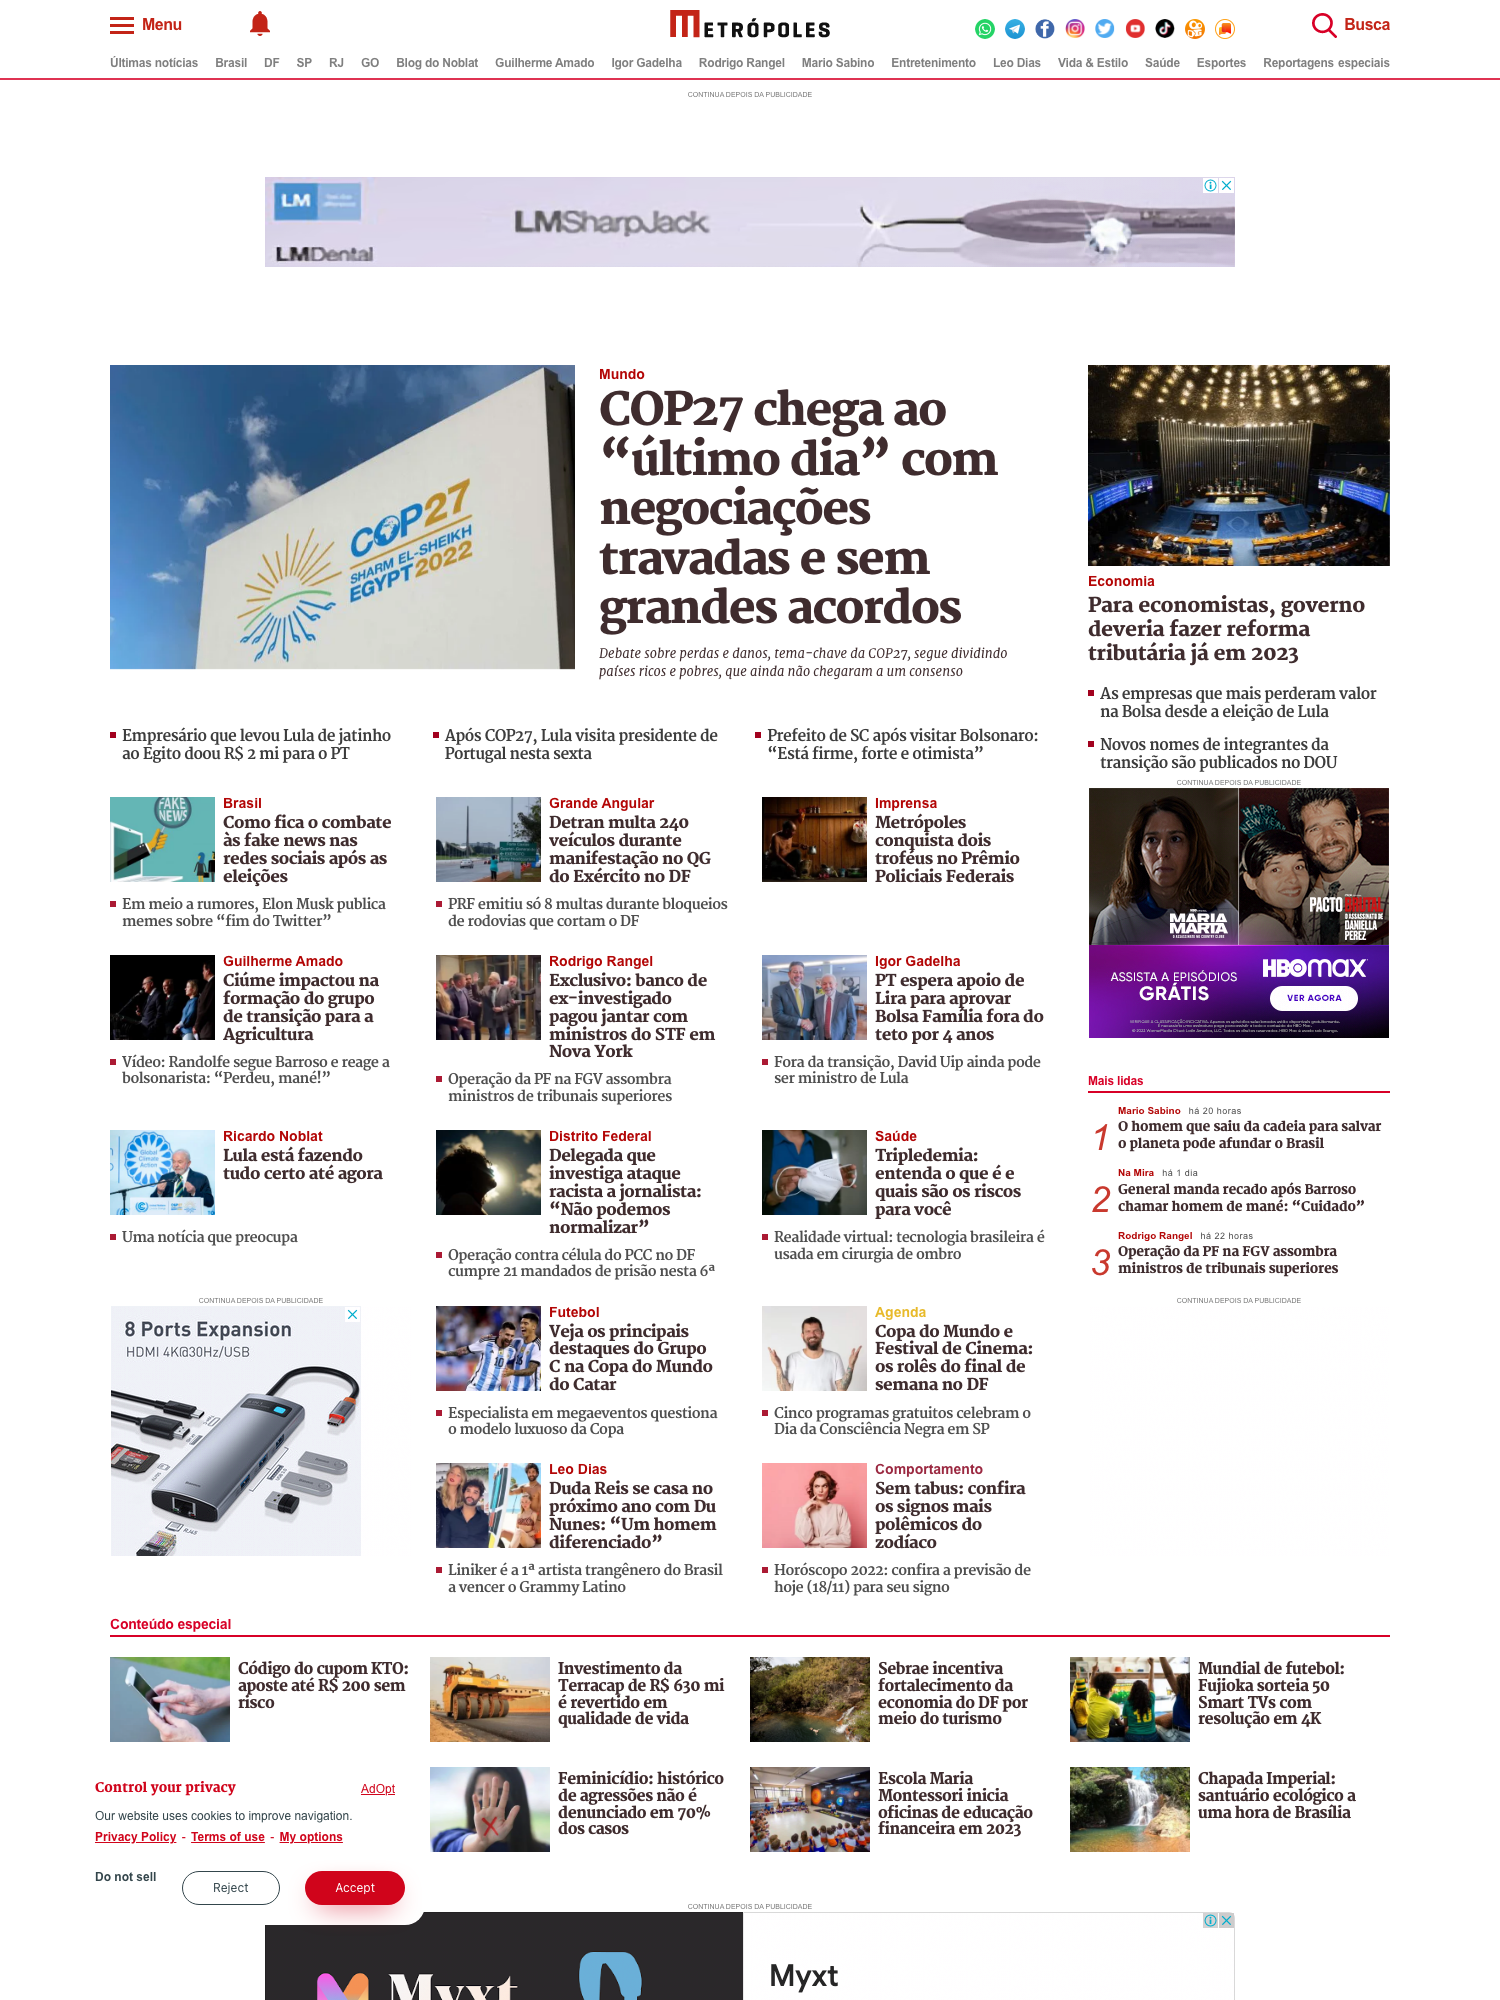 Menu
METRÓPOLES
Busca
Últimas notícias Brasil DF SP RJ GO Blog do Noblat Guilherme Amado Igor Gadelha Rodrigo Rangel Mario Sabino Entretenimento Leo Dias Vida & Estilo Saúde Esportes Reportagens especiais
CONTINUA DEPOIS DA PUBLICIDADE
LM
LMSharpJack
LMDental
COP27
SHARM EL-SHEIKH
EGYPT2022
Mundo
COP27 chega ao
“último dia” com
negociações
travadas e sem
grandes acordos
Debate sobre perdas e danos, tema-chave da COP27, segue dividindo
países ricos e pobres, que ainda não chegaram a um consenso
Economia
Para economistas, governo
deveria fazer reforma
tributária já em 2023
As empresas que mais perderam valor
na Bolsa desde a eleição de Lula
Novos nomes de integrantes da
transição são publicados no DOU
Empresário que levou Lula de jatinho
ao Egito doou R$ 2 mi para o PT
Após COP27, Lula visita presidente de
Portugal nesta sexta
Prefeito de SC após visitar Bolsonaro:
“Está firme, forte e otimista”
FAKE
NEWS
Brasil
Como fica o combate
às fake news nas
redes sociais após as
eleições
Em meio a rumores, Elon Musk publica
memes sobre “fim do Twitter”
Grande Angular
Detran multa 240
veículos durante
manifestação no QG
do Exército no DF
PRF emitiu só 8 multas durante bloqueios
de rodovias que cortam o DF
Imprensa
Metrópoles
conquista dois
troféus no Prêmio
Policiais Federais
CONTINUA DEPOIS DA PUBLICIDADE
HAPPY
NEW YEAR
MARIA
MARTA
O ASSASSINATO NO COUNTRY CLUB
PACTO BRUTAL
O ASSASSINATO DE
DANIELLA
PEREZ
ASSISTA A EPISÓDIOS
GRÁTIS
HBOmax
VER AGORA
Guilherme Amado
Ciúme impactou na
formação do grupo
de transição para a
Agricultura
Vídeo: Randolfe segue Barroso e reage a
bolsonarista: “Perdeu, mané!”
Rodrigo Rangel
Exclusivo: banco de
ex-investigado
pagou jantar com
ministros do STF em
Nova York
Operação da PF na FGV assombra
ministros de tribunais superiores
Igor Gadelha
PT espera apoio de
Lira para aprovar
Bolsa Família fora do
teto por 4 anos
Fora da transição, David Uip ainda pode
ser ministro de Lula
Mais lidas
Mario Sabino há 20 horas
1
O homem que saiu da cadeia para salvar
o planeta pode afundar o Brasil
Na Mira há 1 dia
2
General manda recado após Barroso
chamar homem de mané: “Cuidado”
Rodrigo Rangel há 22 horas
3
Operação da PF na FGV assombra
ministros de tribunais superiores
CONTINUA DEPOIS DA PUBLICIDADE
Global
Climate
Action
Ricardo Noblat
Lula está fazendo
tudo certo até agora
Uma notícia que preocupa
Distrito Federal
Delegada que
investiga ataque
racista a jornalista:
“Não podemos
normalizar”
Operação contra célula do PCC no DF
cumpre 21 mandados de prisão nesta 6ª
Saúde
Tripledemia:
entenda o que é e
quais são os riscos
para você
Realidade virtual: tecnologia brasileira é
usada em cirurgia de ombro
CONTINUA DEPOIS DA PUBLICIDADE
8 Ports Expansion
HDMI 4K@30Hz/USB
RJ45
10
Futebol
Veja os principais
destaques do Grupo
C na Copa do Mundo
do Catar
Especialista em megaeventos questiona
o modelo luxuoso da Copa
Agenda
Copa do Mundo e
Festival de Cinema:
os rolês do final de
semana no DF
Cinco programas gratuitos celebram o
Dia da Consciência Negra em SP
Leo Dias
Duda Reis se casa no
próximo ano com Du
Nunes: “Um homem
diferenciado”
Liniker é a 1ª artista trangênero do Brasil
a vencer o Grammy Latino
Comportamento
Sem tabus: confira
os signos mais
polêmicos do
zodíaco
Horóscopo 2022: confira a previsão de
hoje (18/11) para seu signo
Conteúdo especial
Código do cupom KTO:
aposte até R$ 200 sem
risco
Investimento da
Terracap de R$ 630 mi
é revertido em
qualidade de vida
Sebrae incentiva
fortalecimento da
economia do DF por
meio do turismo
Mundial de futebol:
Fujioka sorteia 50
Smart TVs com
resolução em 4K
Feminicídio: histórico
de agressões não é
denunciado em 70%
dos casos
Escola Maria
Montessori inicia
oficinas de educação
financeira em 2023
Chapada Imperial:
santuário ecológico a
uma hora de Brasília
Control your privacy
AdOpt
Our website uses cookies to improve navigation.
Privacy Policy - Terms of use - My options
Do not sell
Reject
Accept
CONTINUA DEPOIS DA PUBLICIDADE
Myxt
Myxt